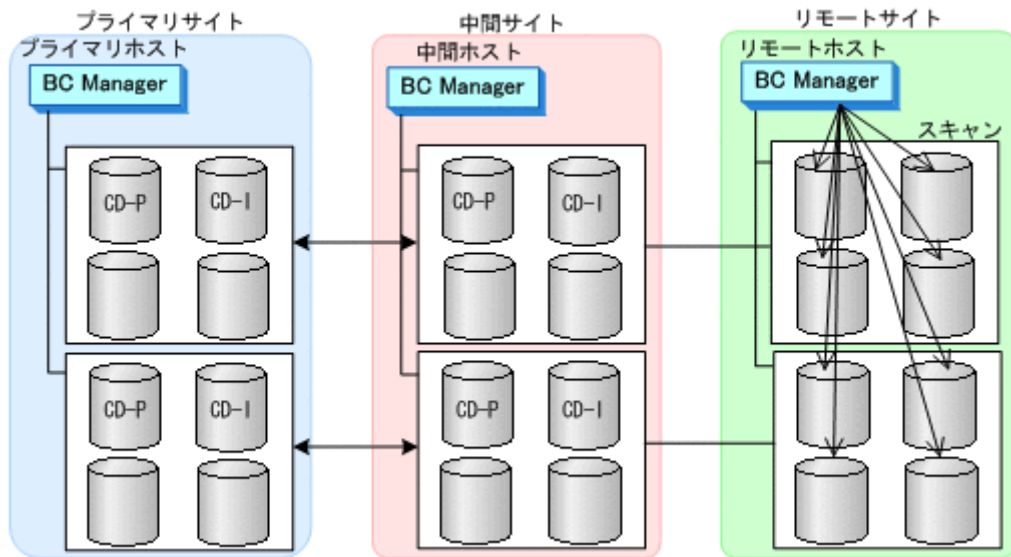 プライマリサイト
プライマリホスト
BC Manager
CD-P
CD-I
CD-P
CD-I
中間サイト
中間ホスト
BC Manager
CD-P
CD-I
CD-P
CD-I
リモートサイト
リモートホスト
BC Manager
スキャン